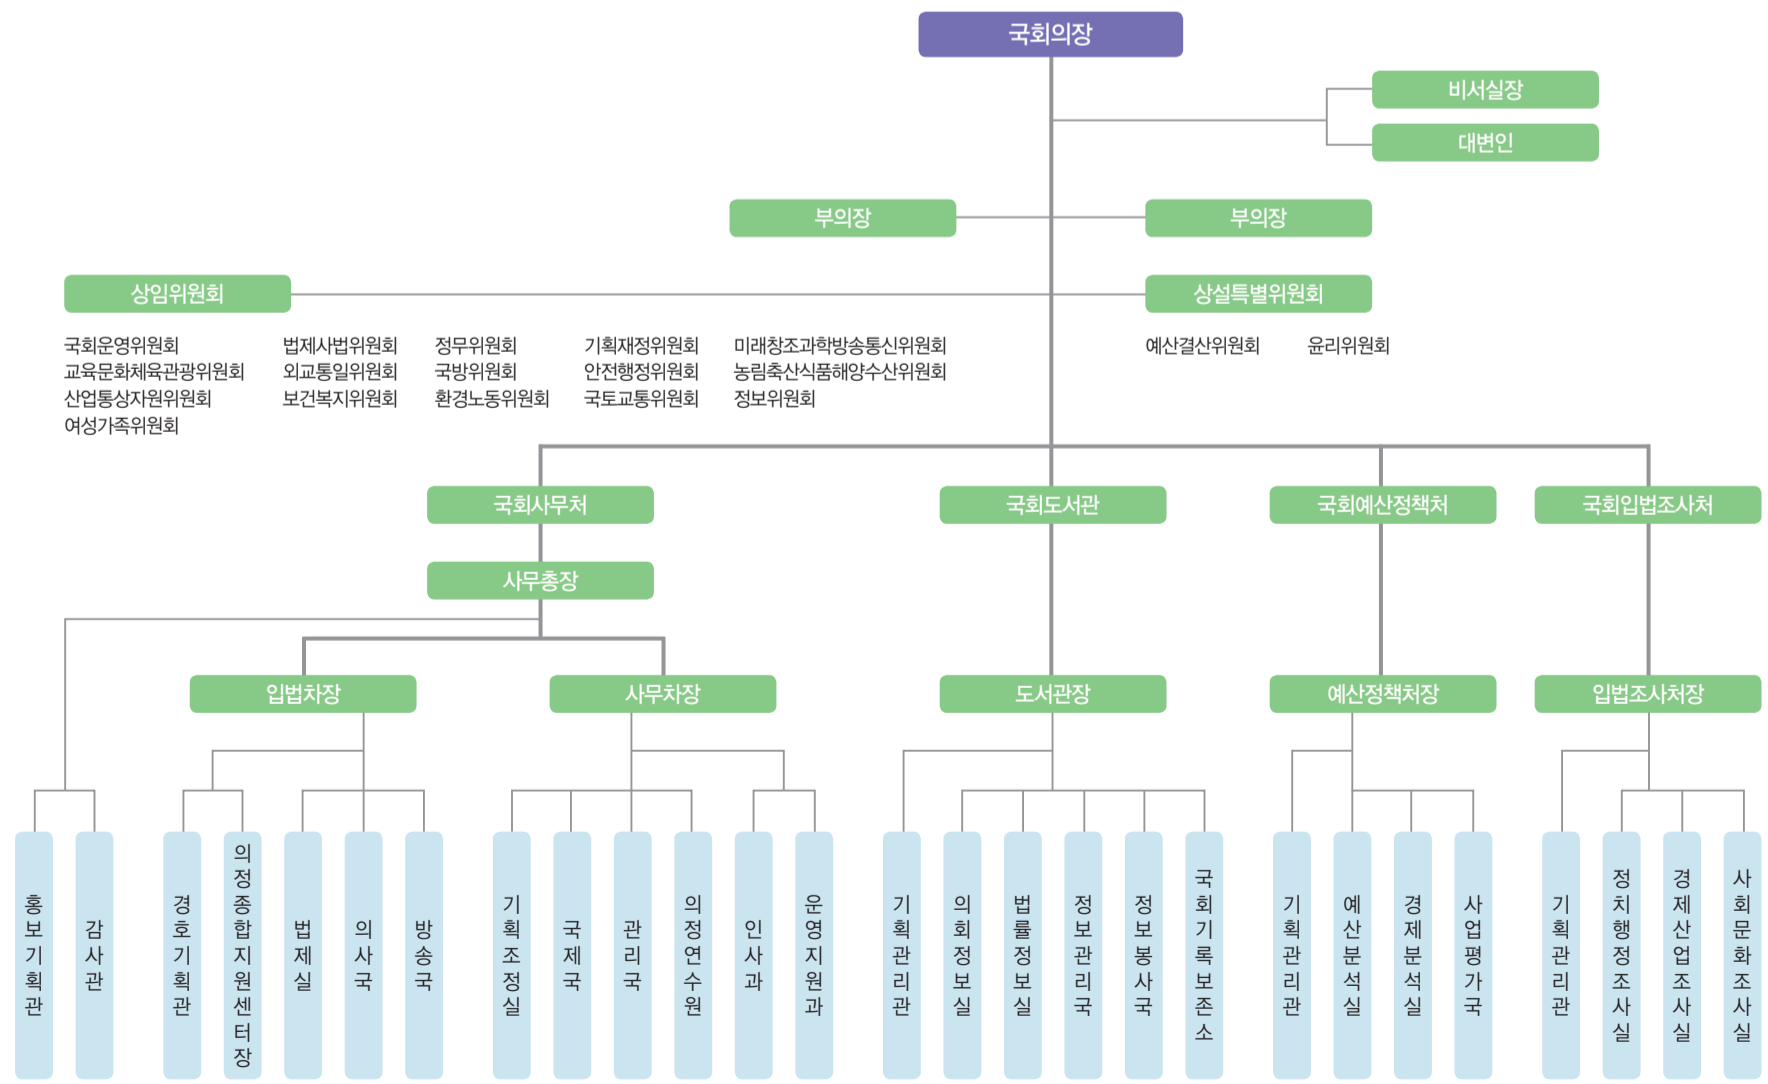 국회의장
비서실장
대변인
부의장
부의장
상임위원회
상설특별위원회
국회운영위원회
법제사법위원회
정무위원회
기획재정위원회
미래창조과학방송통신위원회
예산결산위원회
윤리위원회
교육문화체육관광위원회
외교통일위원회
국방위원회
안전행정위원회
농림축산식품해양수산위원회
산업통상자원위원회
보건복지위원회
환경노동위원회
국토교통위원회
정보위원회
여성가족위원회
국회사무처
국회도서관
국회예산정책처
국회입법조사처
사무총장
입법차장
사무차장
도서관장
예산정책처장
입법조사처장
홍보기획관
감사관
경호기획관
의정종합지원센터장
법제실
의사국
방송국
기획조정실
국제국
관리국
의정연수원
인사과
운영지원과
기획관리관
의회정보실
법률정보실
정보관리국
정보봉사국
국회기록보존소
기획관리관
예산분석실
경제분석실
사업평가국
기획관리관
정치행정조사실
경제산업조사실
사회문화조사실